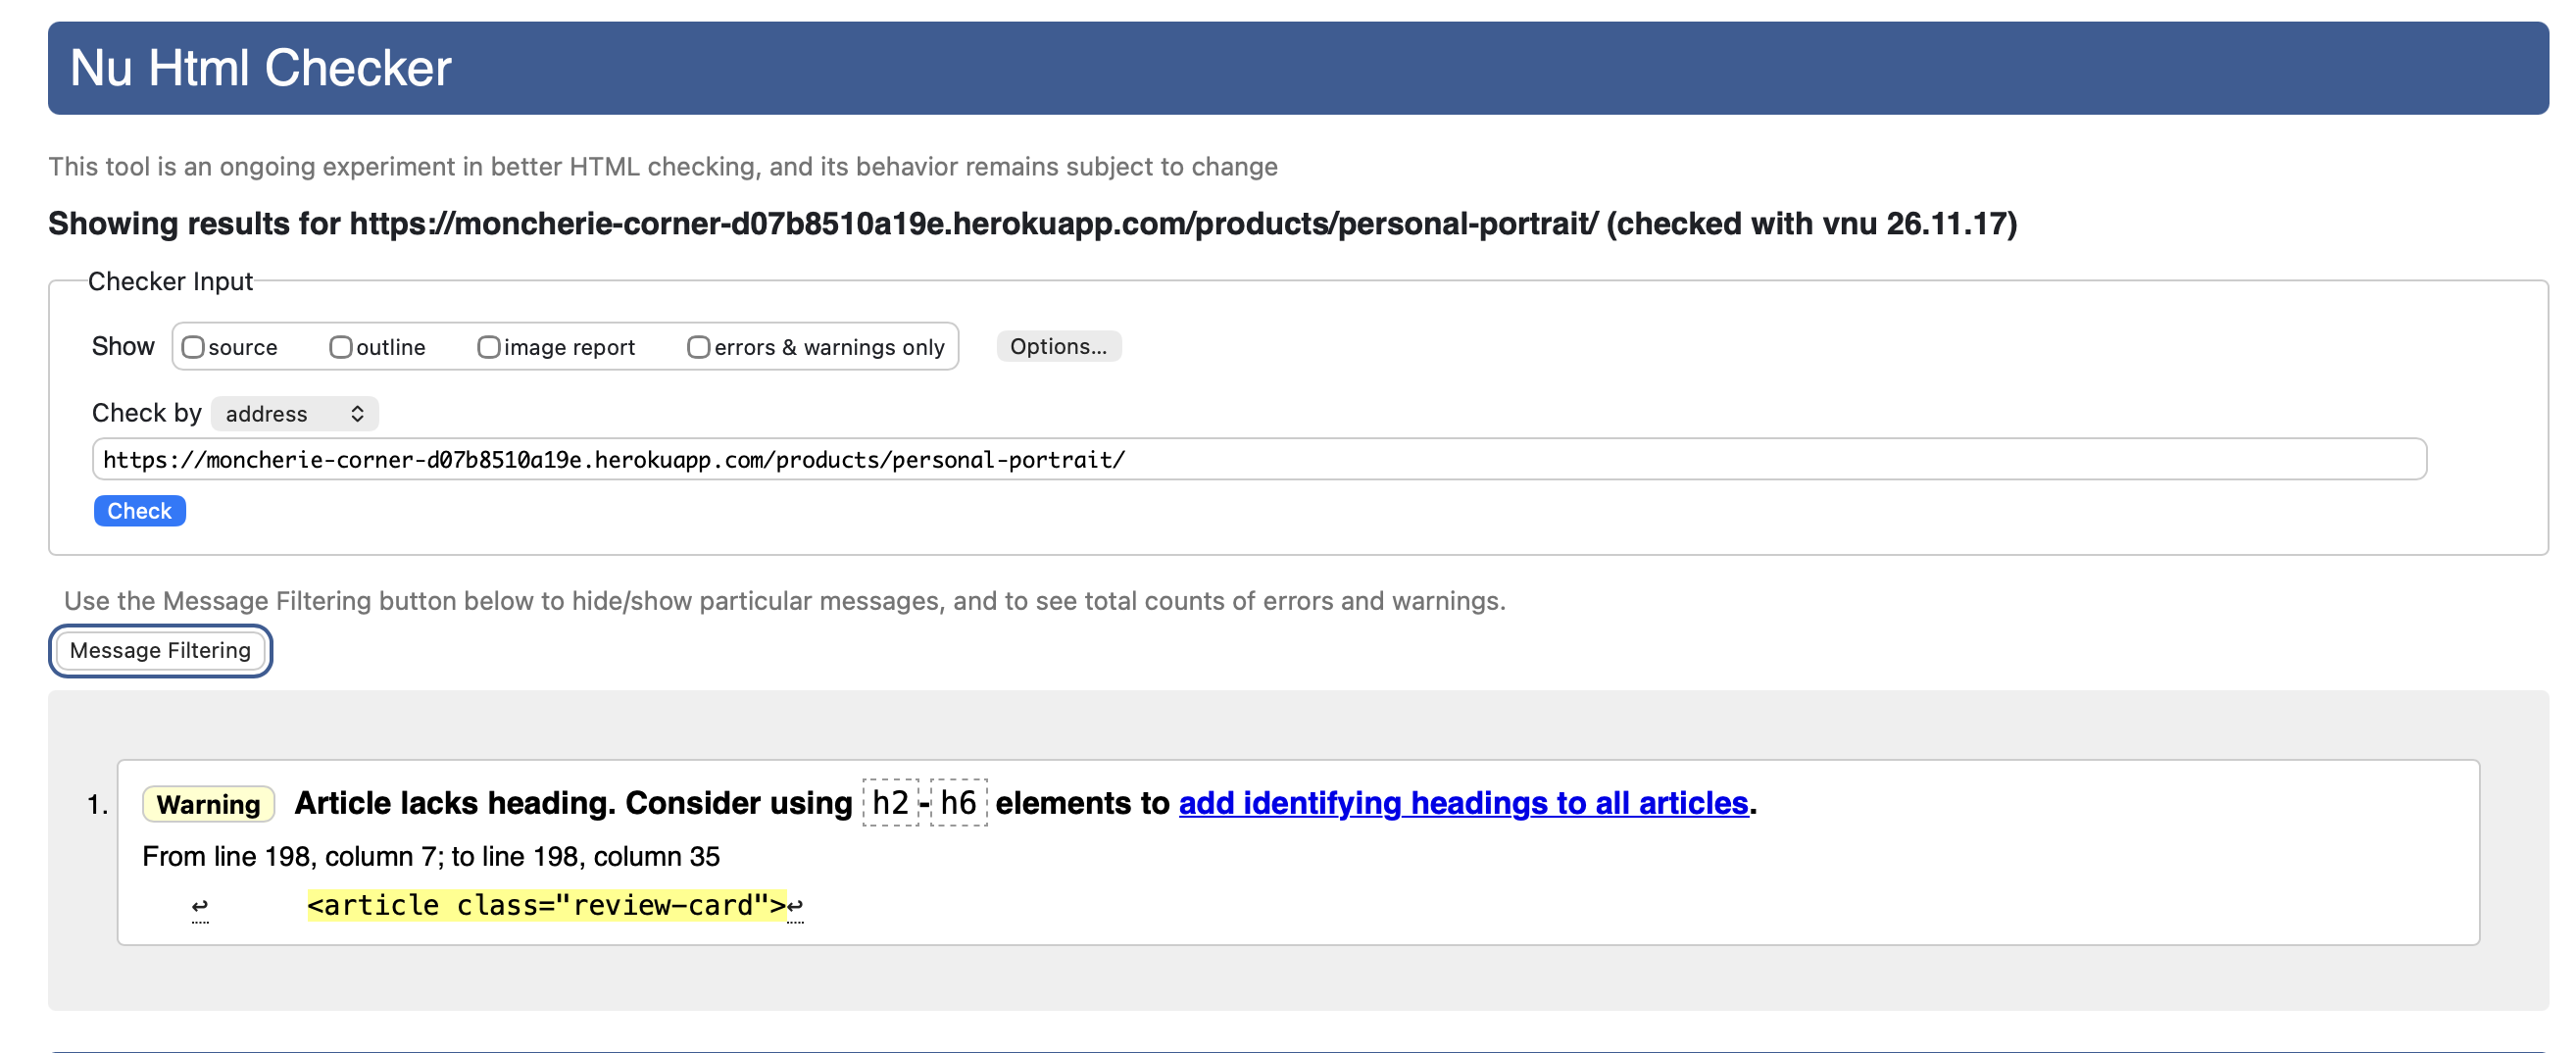 Nu Html Checker
This tool is an ongoing experiment in better HTML checking, and its behavior remains subject to change
Showing results for https://moncherie-corner-d07b8510a19e.herokuapp.com/products/personal-portrait/ (checked with vnu 26.11.17)
Checker Input
Show source outline image report errors & warnings only Options...
Check by address
https://moncherie-corner-d07b8510a19e.herokuapp.com/products/personal-portrait/
Check
Use the Message Filtering button below to hide/show particular messages, and to see total counts of errors and warnings.
Message Filtering
1. Warning Article lacks heading. Consider using h2-h6 elements to add identifying headings to all articles.
From line 198, column 7; to line 198, column 35
↩ <article class="review-card">↩